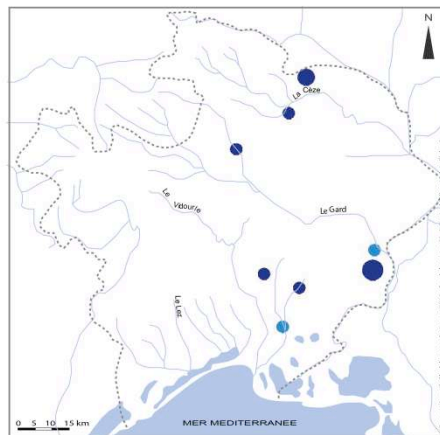 N
La Cèze
Le Vidourle
Le Gard
Le Lez
0 5 10 15 km
MER MEDITERRANEE